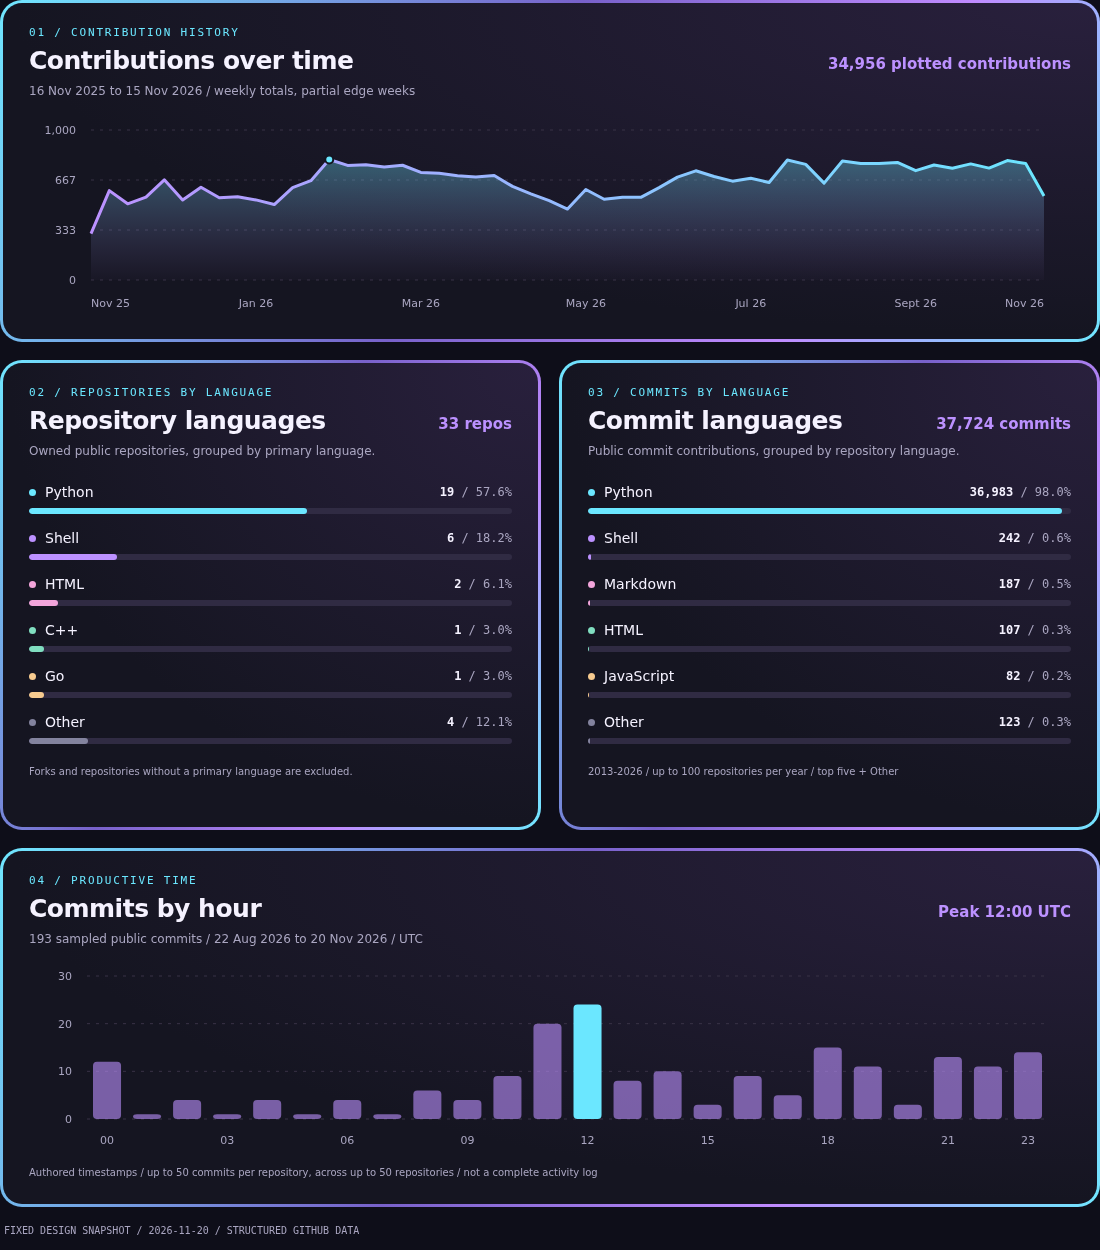 01 / CONTRIBUTION HISTORY
Contributions over time
34,956 plotted contributions
16 Nov 2025 to 15 Nov 2026 / weekly totals, partial edge weeks
1,000
667
333
0
Nov 25 Jan 26 Mar 26 May 26 Jul 26 Sept 26 Nov 26
02 / REPOSITORIES BY LANGUAGE
Repository languages
33 repos
Owned public repositories, grouped by primary language.
Python 19 / 57.6%
Shell 6 / 18.2%
HTML 2 / 6.1%
C++ 1 / 3.0%
Go 1 / 3.0%
Other 4 / 12.1%
Forks and repositories without a primary language are excluded.
03 / COMMITS BY LANGUAGE
Commit languages
37,724 commits
Public commit contributions, grouped by repository language.
Python 36,983 / 98.0%
Shell 242 / 0.6%
Markdown 187 / 0.5%
HTML 107 / 0.3%
JavaScript 82 / 0.2%
Other 123 / 0.3%
2013-2026 / up to 100 repositories per year / top five + Other
04 / PRODUCTIVE TIME
Commits by hour
Peak 12:00 UTC
193 sampled public commits / 22 Aug 2026 to 20 Nov 2026 / UTC
30
20
10
0
00 03 06 09 12 15 18 21 23
Authored timestamps / up to 50 commits per repository, across up to 50 repositories / not a complete activity log
FIXED DESIGN SNAPSHOT / 2026-11-20 / STRUCTURED GITHUB DATA